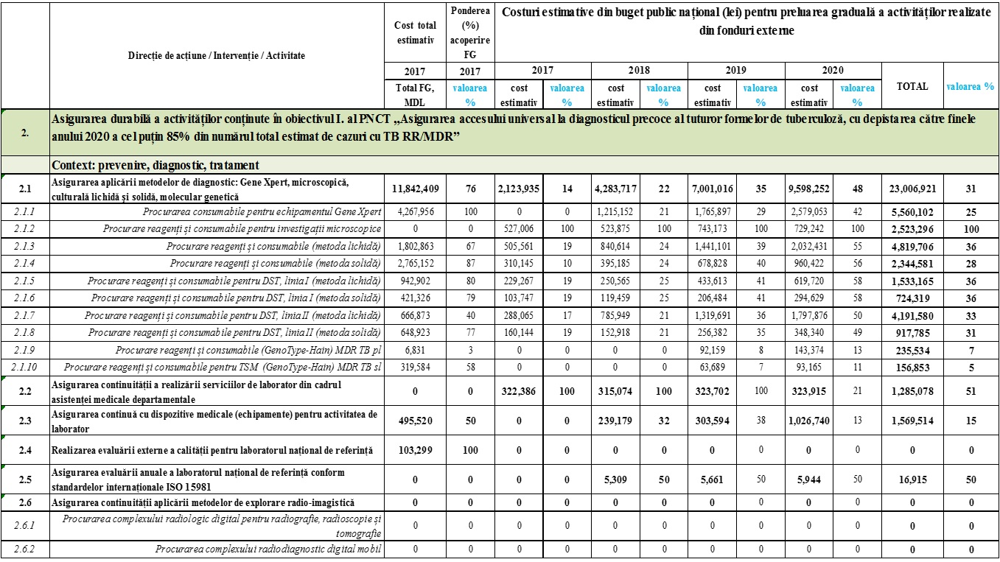 Direcție de acțiune / Intervenție / Activitate
Cost total
estimativ
Ponderea
(%)
acoperire
FG
Costuri estimative din buget public național (lei) pentru preluarea graduală a activităților realizate
din fonduri externe
2017 2017 2017 2018 2019 2020 TOTAL valoarea %
Total FG,
MDL
valoarea
%
cost
estimativ
valoarea
%
cost
estimativ
valoarea
%
cost
estimativ
valoarea
%
cost
estimativ
valoarea
%
2. Asigurarea durabilă a activităților conținute în obiectivul I. al PNCT „Asigurarea accesului universal la diagnosticul precoce al tuturor formelor de tuberculoză, cu depistarea către finele
anului 2020 a cel puțin 85% din numărul total estimat de cazuri cu TB RR/MDR”
Context: prevenire, diagnostic, tratament
2.1 Asigurarea aplicării metodelor de diagnostic: Gene Xpert, microscopică,
culturală lichidă și solidă, molecular genetică
11,842,409 76 2,123,935 14 4,283,717 22 7,001,016 35 9,598,252 48 23,006,921 31
2.1.1 Procurarea consumabile pentru echipamentul Gene Xpert 4,267,956 100 0 0 1,215,152 21 1,765,897 29 2,579,053 42 5,560,102 25
2.1.2 Procurare reagenți și consumabile pentru investigații microscopice 0 0 527,006 100 523,875 100 743,173 100 729,242 100 2,523,296 100
2.1.3 Procurare reagenți și consumabile (metoda lichidă) 1,802,863 67 505,561 19 840,614 24 1,441,101 39 2,032,431 55 4,819,706 36
2.1.4 Procurare reagenți și consumabile (metoda solidă) 2,765,152 87 310,145 10 395,185 24 678,828 40 960,422 56 2,344,581 28
2.1.5 Procurare reagenți și consumabile pentru DST, linia I (metoda lichidă) 942,902 80 229,267 19 250,565 25 433,613 41 619,720 58 1,533,165 36
2.1.6 Procurare reagenți și consumabile pentru DST, linia I (metoda solidă) 421,326 79 103,747 19 119,459 25 206,484 41 294,629 58 724,319 36
2.1.7 Procurare reagenți și consumabile pentru DST, linia II (metoda lichidă) 666,873 40 288,065 17 785,949 21 1,319,691 36 1,797,876 50 4,191,580 33
2.1.8 Procurare reagenți și consumabile pentru DST, linia II (metoda solidă) 648,923 77 160,144 19 152,918 21 256,382 35 348,340 49 917,785 31
2.1.9 Procurare reagenți și consumabile (GenoType-Hain) MDR TB pl 6,831 3 0 0 0 0 92,159 8 143,374 13 235,534 7
2.1.10 Procurare reagenți și consumabile pentru TSM (GenoType-Hain) MDR TB sl 319,584 58 0 0 0 0 63,689 7 93,165 11 156,853 5
2.2 Asigurarea continuității a realizării serviciilor de laborator din cadrul
asistenței medicale departamentale
0 0 322,386 100 315,074 100 323,702 100 323,915 21 1,285,078 51
2.3 Asigurarea continuă cu dispozitive medicale (echipamente) pentru activitatea de
laborator
495,520 50 0 0 239,179 32 303,594 38 1,026,740 13 1,569,514 15
2.4 Realizarea evaluării externe a calității pentru laboratorul național de referință 103,299 100 0 0 0 0 0 0 0 0 0 0
2.5 Asigurarea evaluării anuale a laboratorul național de referință conform
standardelor internaționale ISO 15981
0 0 0 0 5,309 50 5,661 50 5,944 50 16,915 50
2.6 Asigurarea continuității aplicării metodelor de explorare radio-imagistică 0 0 0 0 0 0 0 0 0 0 0 0
2.6.1 Procurarea complexului radiologic digital pentru radiografie, radioscopie și
tomografie
0 0 0 0 0 0 0 0 0 0 0 0
2.6.2 Procurarea complexului radiodiagnostic digital mobil 0 0 0 0 0 0 0 0 0 0 0 0